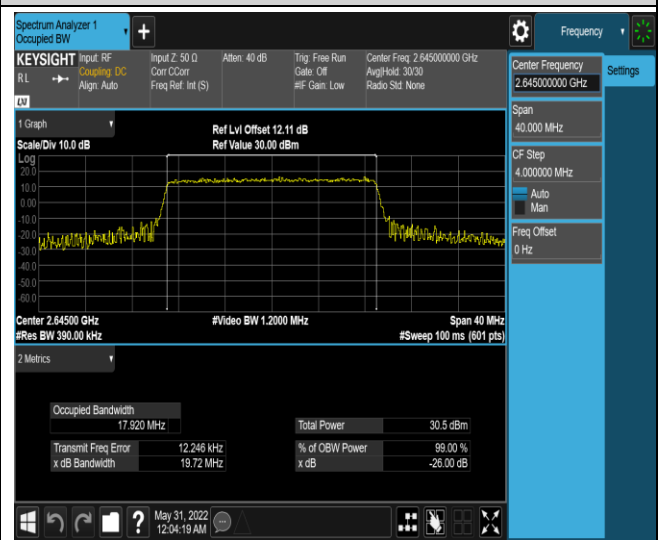 Spectrum Analyzer 1
Occupied BW
Frequency
KEYSIGHT
RL
Input: RF
Coupling: DC
Align: Auto
Input Z: 50 Ω
Corr CCorr
Freq Ref: Int (S)
Atten: 40 dB
Trig: Free Run
Gate: Off
#IF Gain: Low
Center Freq: 2.645000000 GHz
Avg|Hold: 30/30
Radio Std: None
Center Frequency
2.645000000 GHz
Settings
Span
40.000 MHz
CF Step
4.000000 MHz
Auto
Man
Freq Offset
0 Hz
1 Graph
Scale/Div 10.0 dB
Ref Lvl Offset 12.11 dB
Ref Value 30.00 dBm
Log
20.0
10.0
0.00
-10.0
-20.0
-30.0
-40.0
-50.0
-60.0
Center 2.64500 GHz
#Res BW 390.00 kHz
#Video BW 1.2000 MHz
Span 40 MHz
#Sweep 100 ms (601 pts)
2 Metrics
Occupied Bandwidth
17.920 MHz
Total Power 30.5 dBm
Transmit Freq Error 12.246 kHz
% of OBW Power 99.00 %
x dB Bandwidth 19.72 MHz
x dB -26.00 dB
May 31, 2022
12:04:19 AM